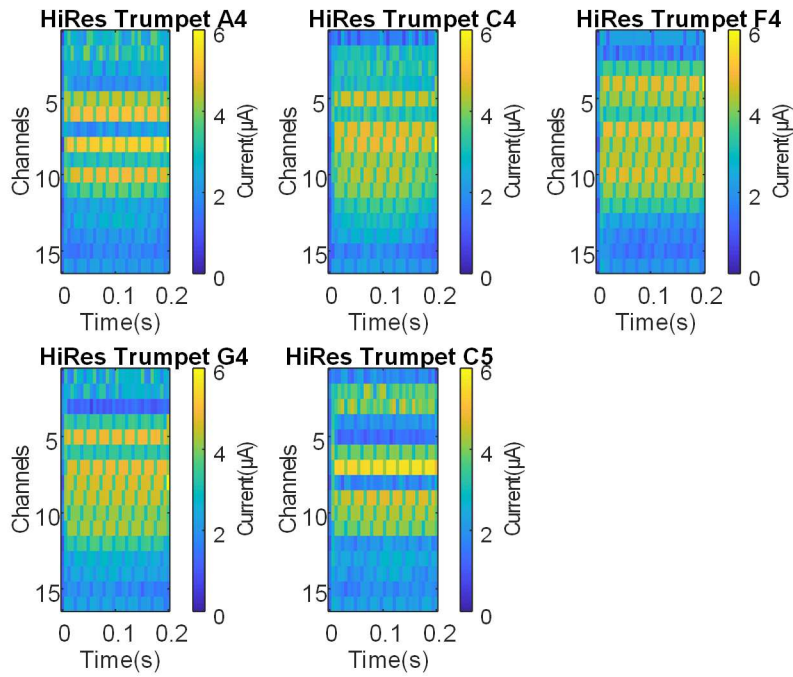 HiRes Trumpet A4
Channels
5
10
15
0 0.1 0.2
Time(s)
6
4
2
0
Current(µA)
HiRes Trumpet C4
Channels
5
10
15
0 0.1 0.2
Time(s)
6
4
2
0
Current(µA)
HiRes Trumpet F4
Channels
5
10
15
0 0.1 0.2
Time(s)
6
4
2
0
Current(µA)
HiRes Trumpet G4
Channels
5
10
15
0 0.1 0.2
Time(s)
6
4
2
0
Current(µA)
HiRes Trumpet C5
Channels
5
10
15
0 0.1 0.2
Time(s)
6
4
2
0
Current(µA)